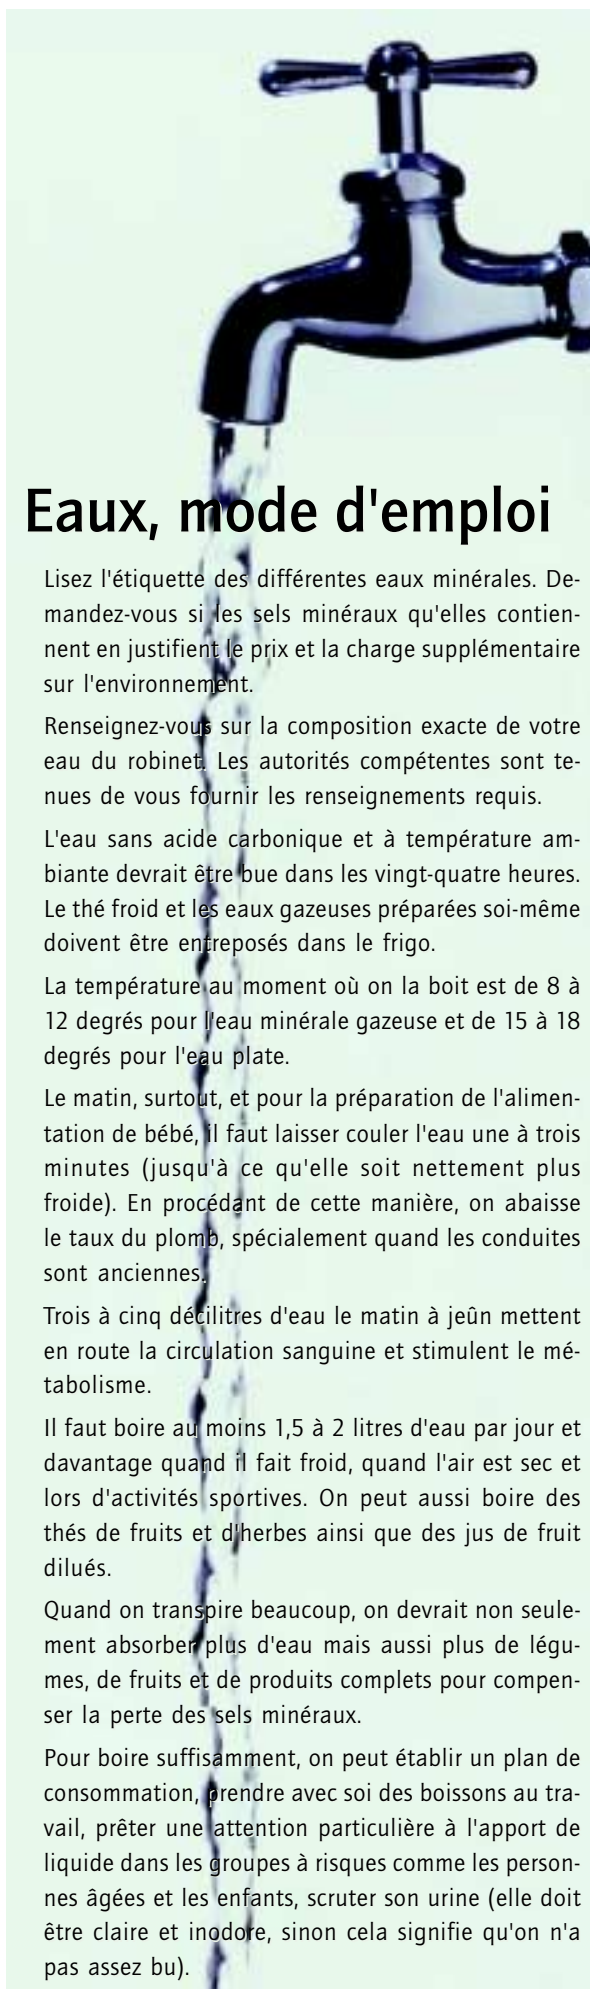 Eaux, mode d'emploi
Lisez l'étiquette des différentes eaux minérales. De-
mandez-vous si les sels minéraux qu'elles contien-
nent en justifient le prix et la charge supplémentaire
sur l'environnement.
Renseignez-vous sur la composition exacte de votre
eau du robinet. Les autorités compétentes sont te-
nues de vous fournir les renseignements requis.
L'eau sans acide carbonique et à température am-
biante devrait être bue dans les vingt-quatre heures.
Le thé froid et les eaux gazeuses préparées soi-même
doivent être entreposés dans le frigo.
La température au moment où on la boit est de 8 à
12 degrés pour l'eau minérale gazeuse et de 15 à 18
degrés pour l'eau plate.
Le matin, surtout, et pour la préparation de l'alimen-
tation de bébé, il faut laisser couler l'eau une à trois
minutes (jusqu'à ce qu'elle soit nettement plus
froide). En procédant de cette manière, on abaisse
le taux du plomb, spécialement quand les conduites
sont anciennes.
Trois à cinq décilitres d'eau le matin à jeûn mettent
en route la circulation sanguine et stimulent le mé-
tabolisme.
Il faut boire au moins 1,5 à 2 litres d'eau par jour et
davantage quand il fait froid, quand l'air est sec et
lors d'activités sportives. On peut aussi boire des
thés de fruits et d'herbes ainsi que des jus de fruit
dilués.
Quand on transpire beaucoup, on devrait non seule-
ment absorber plus d'eau mais aussi plus de légu-
mes, de fruits et de produits complets pour compen-
ser la perte des sels minéraux.
Pour boire suffisamment, on peut établir un plan de
consommation, prendre avec soi des boissons au tra-
vail, prêter une attention particulière à l'apport de
liquide dans les groupes à risques comme les person-
nes âgées et les enfants, scruter son urine (elle doit
être claire et inodore, sinon cela signifie qu'on n'a
pas assez bu).